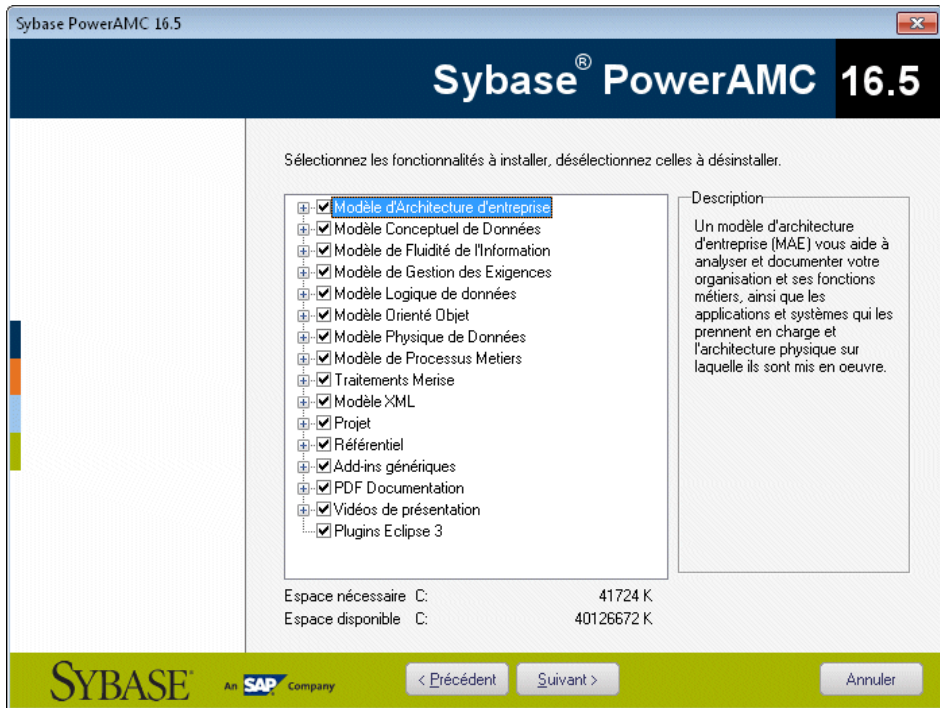 Sybase PowerAMC 16.5
Sybase® PowerAMC 16.5
Sélectionnez les fonctionnalités à installer, désélectionnez celles à désinstaller.
Modèle d'Architecture d'entreprise
Modèle Conceptuel de Données
Modèle de Fluidité de l'Information
Modèle de Gestion des Exigences
Modèle Logique de données
Modèle Orienté Objet
Modèle Physique de Données
Modèle de Processus Metiers
Traitements Merise
Modèle XML
Projet
Référentiel
Add-ins génériques
PDF Documentation
Vidéos de présentation
Plugins Eclipse 3
Description
Un modèle d'architecture
d'entreprise (MAE) vous aide à
analyser et documenter votre
organisation et ses fonctions
métiers, ainsi que les
applications et systèmes qui les
prennent en charge et
l'architecture physique sur
laquelle ils sont mis en oeuvre.
Espace nécessaire C: 41724 K
Espace disponible C: 40126672 K
SYBASE An SAP Company
< Précédent
Suivant >
Annuler